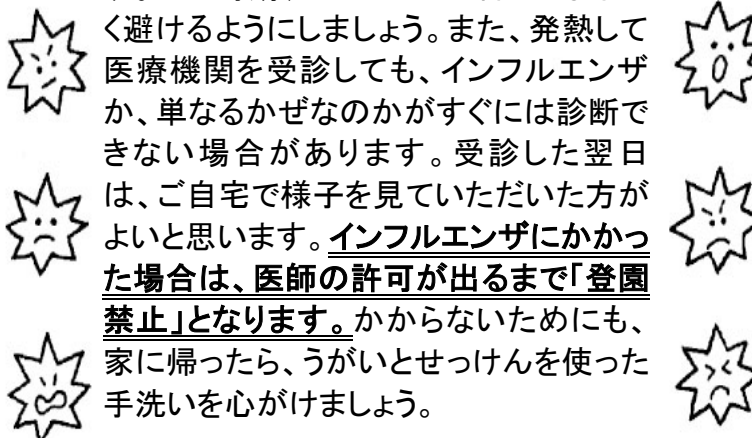 く避けるようにしましょう。また、発熱して
医療機関を受診しても、インフルエンザ
か、単なるかぜなのかがすぐには診断で
きない場合があります。受診した翌日
は、ご自宅で様子を見ていただいた方が
よいと思います。インフルエンザにかかっ
た場合は、医師の許可が出るまで「登園
禁止」となります。かからないためにも、
家に帰ったら、うがいとせっけんを使った
手洗いを心がけましょう。